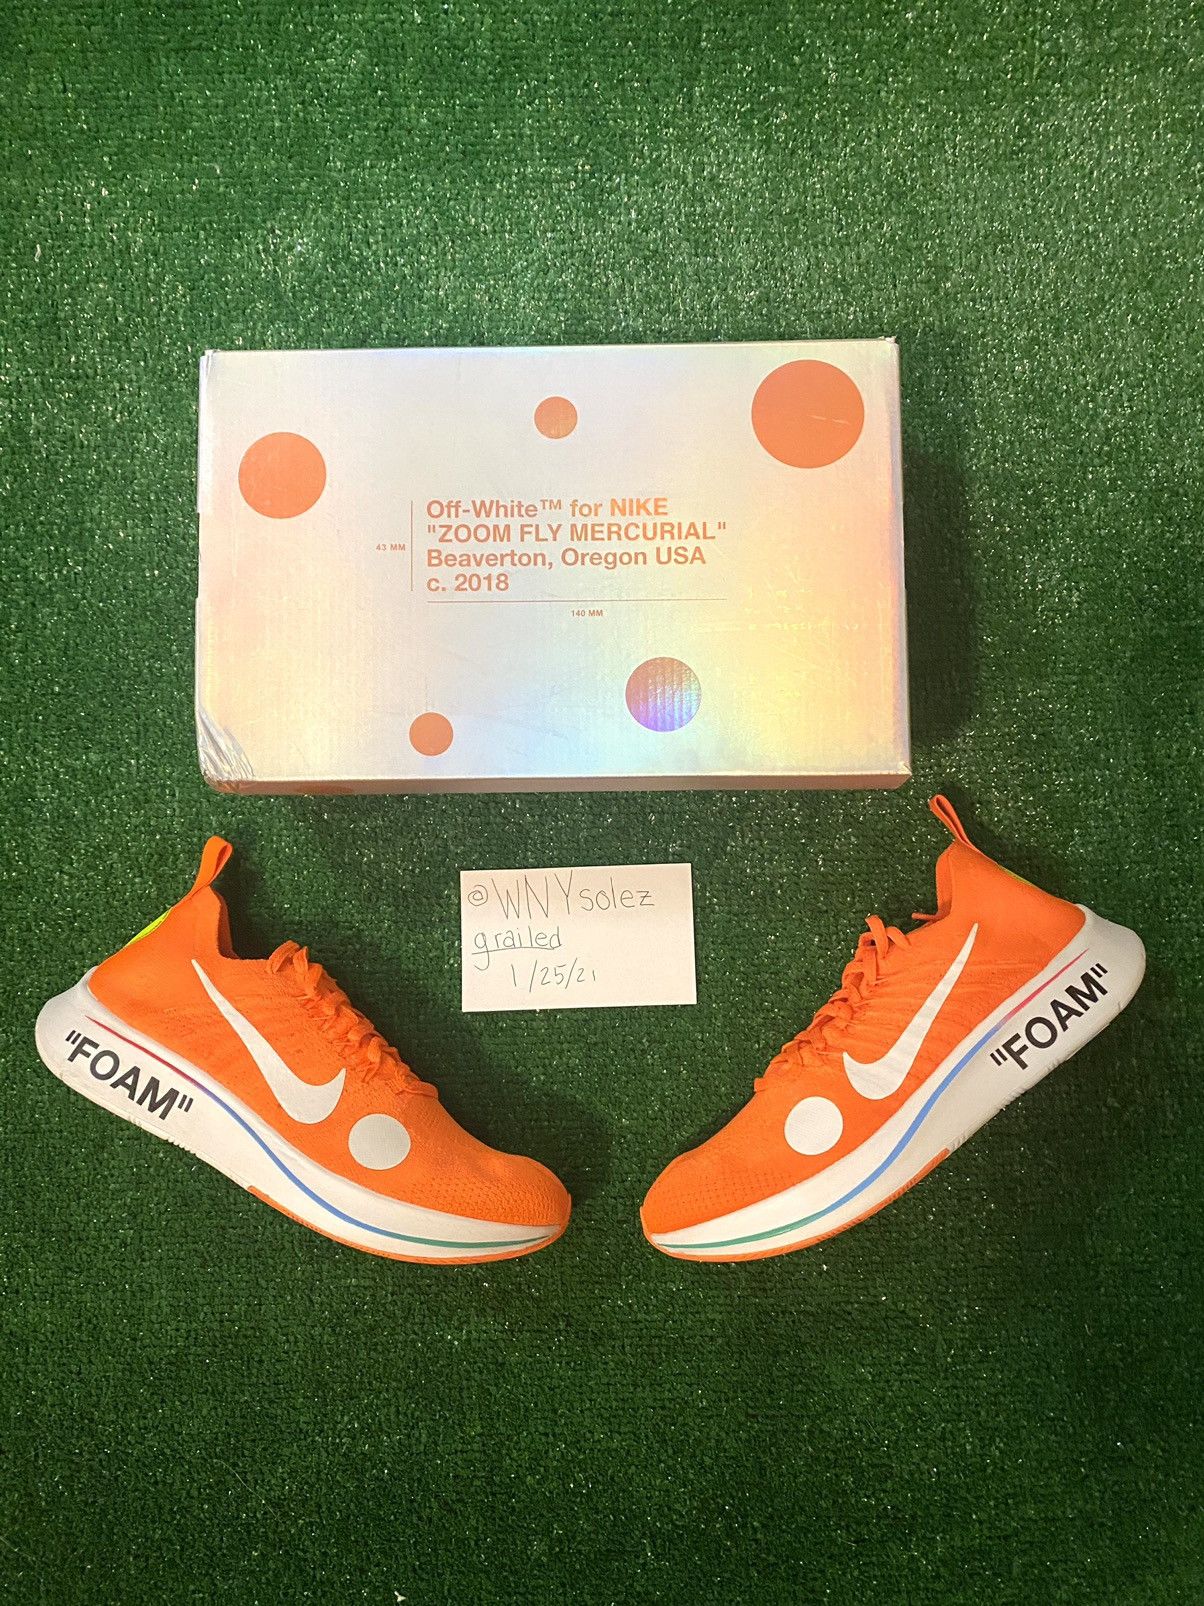 Off-White™ for NIKE
"ZOOM FLY MERCURIAL"
Beaverton, Oregon USA
c. 2018
43 MM
140 MM
@WNYsolez
grailed
1/25/21
"FOAM"
"FOAM"